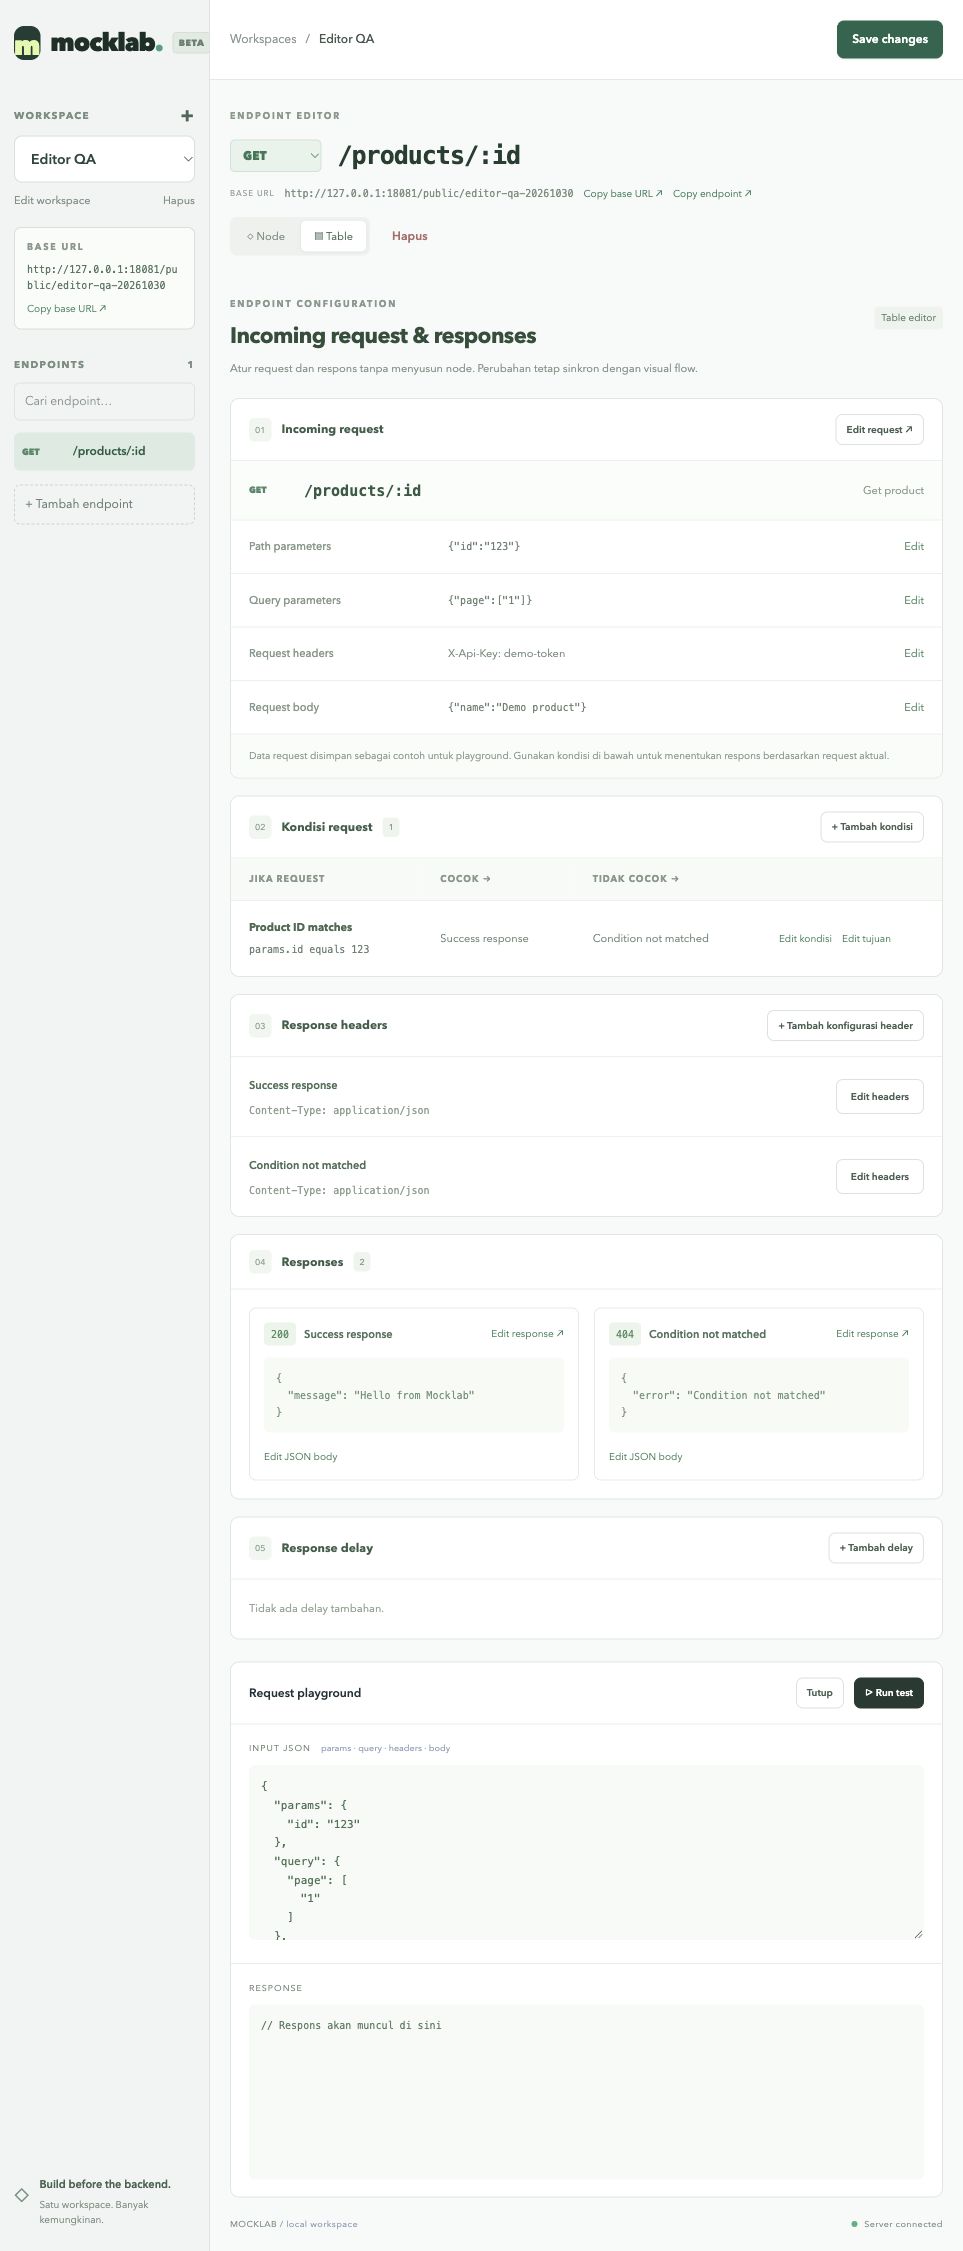 mocklab.
BETA
WORKSPACE +
Editor QA
Edit workspace
Hapus
BASE URL
http://127.0.0.1:18081/pu
blic/editor-qa-20261030
Copy base URL ↗
ENDPOINTS 1
Cari endpoint...
GET /products/:id
+ Tambah endpoint
Build before the backend.
Satu workspace. Banyak
kemungkinan.
Workspaces / Editor QA
Save changes
ENDPOINT EDITOR
GET /products/:id
BASE URL http://127.0.0.1:18081/public/editor-qa-20261030 Copy base URL ↗ Copy endpoint ↗
Node
Table
Hapus
ENDPOINT CONFIGURATION
Incoming request & responses
Table editor
Atur request dan respons tanpa menyusun node. Perubahan tetap sinkron dengan visual flow.
01 Incoming request
Edit request ↗
GET /products/:id Get product
Path parameters {"id":"123"} Edit
Query parameters {"page":["1"]} Edit
Request headers X-Api-Key: demo-token Edit
Request body {"name":"Demo product"} Edit
Data request disimpan sebagai contoh untuk playground. Gunakan kondisi di bawah untuk menentukan respons berdasarkan request aktual.
02 Kondisi request 1
+ Tambah kondisi
JIKA REQUEST COCOK → TIDAK COCOK →
Product ID matches
params.id equals 123
Success response
Condition not matched
Edit kondisi Edit tujuan
03 Response headers
+ Tambah konfigurasi header
Success response
Content-Type: application/json
Edit headers
Condition not matched
Content-Type: application/json
Edit headers
04 Responses 2
200 Success response Edit response ↗
{
"message": "Hello from Mocklab"
}
Edit JSON body
404 Condition not matched Edit response ↗
{
"error": "Condition not matched"
}
Edit JSON body
05 Response delay
+ Tambah delay
Tidak ada delay tambahan.
Request playground
Tutup
Run test
INPUT JSON params · query · headers · body
{
"params": {
"id": "123"
},
"query": {
"page": [
"1"
]
},
RESPONSE
// Respons akan muncul di sini
MOCKLAB / local workspace
Server connected